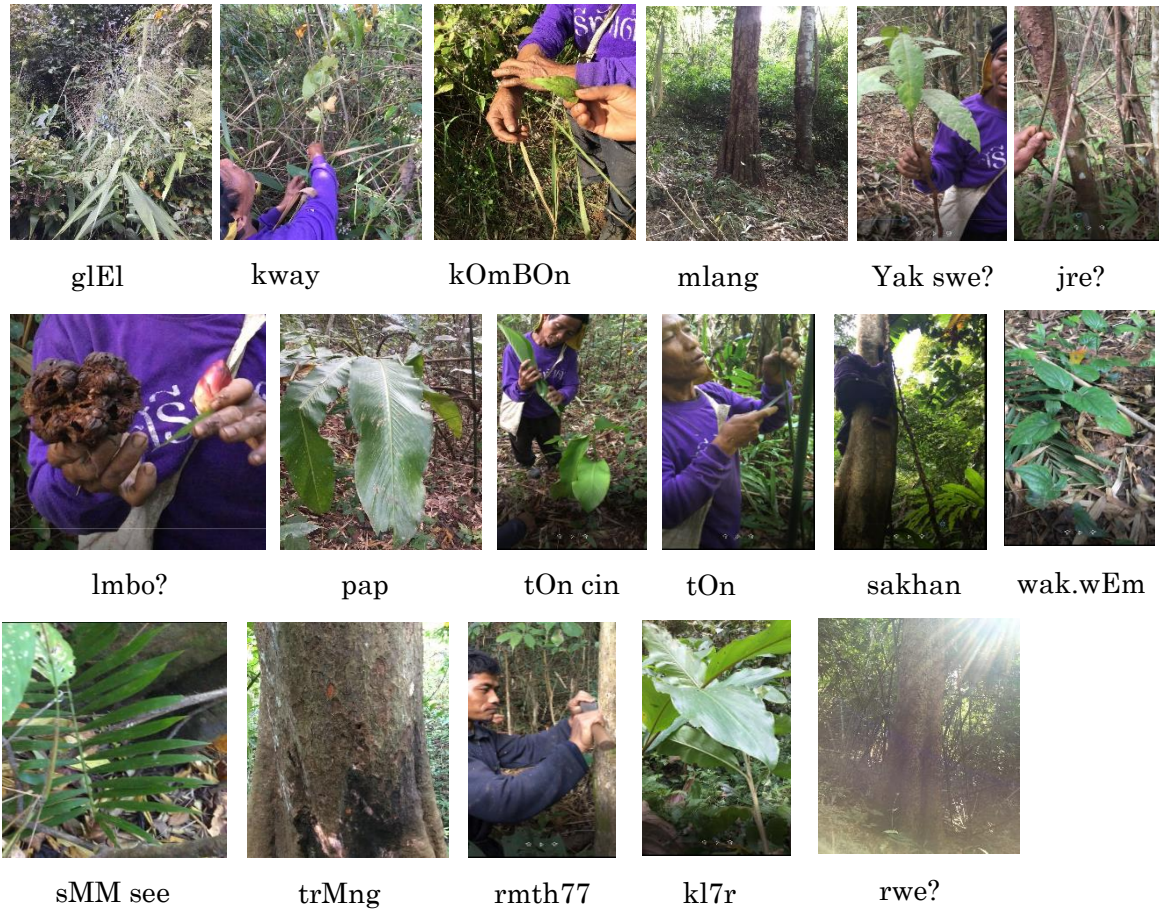 glEl kway kOmBOn mlang Yak swe? jre?
lmbo? pap tOn cin tOn sakhan wak.wEm
sMM see trMng rmth77 kl7r rwe?